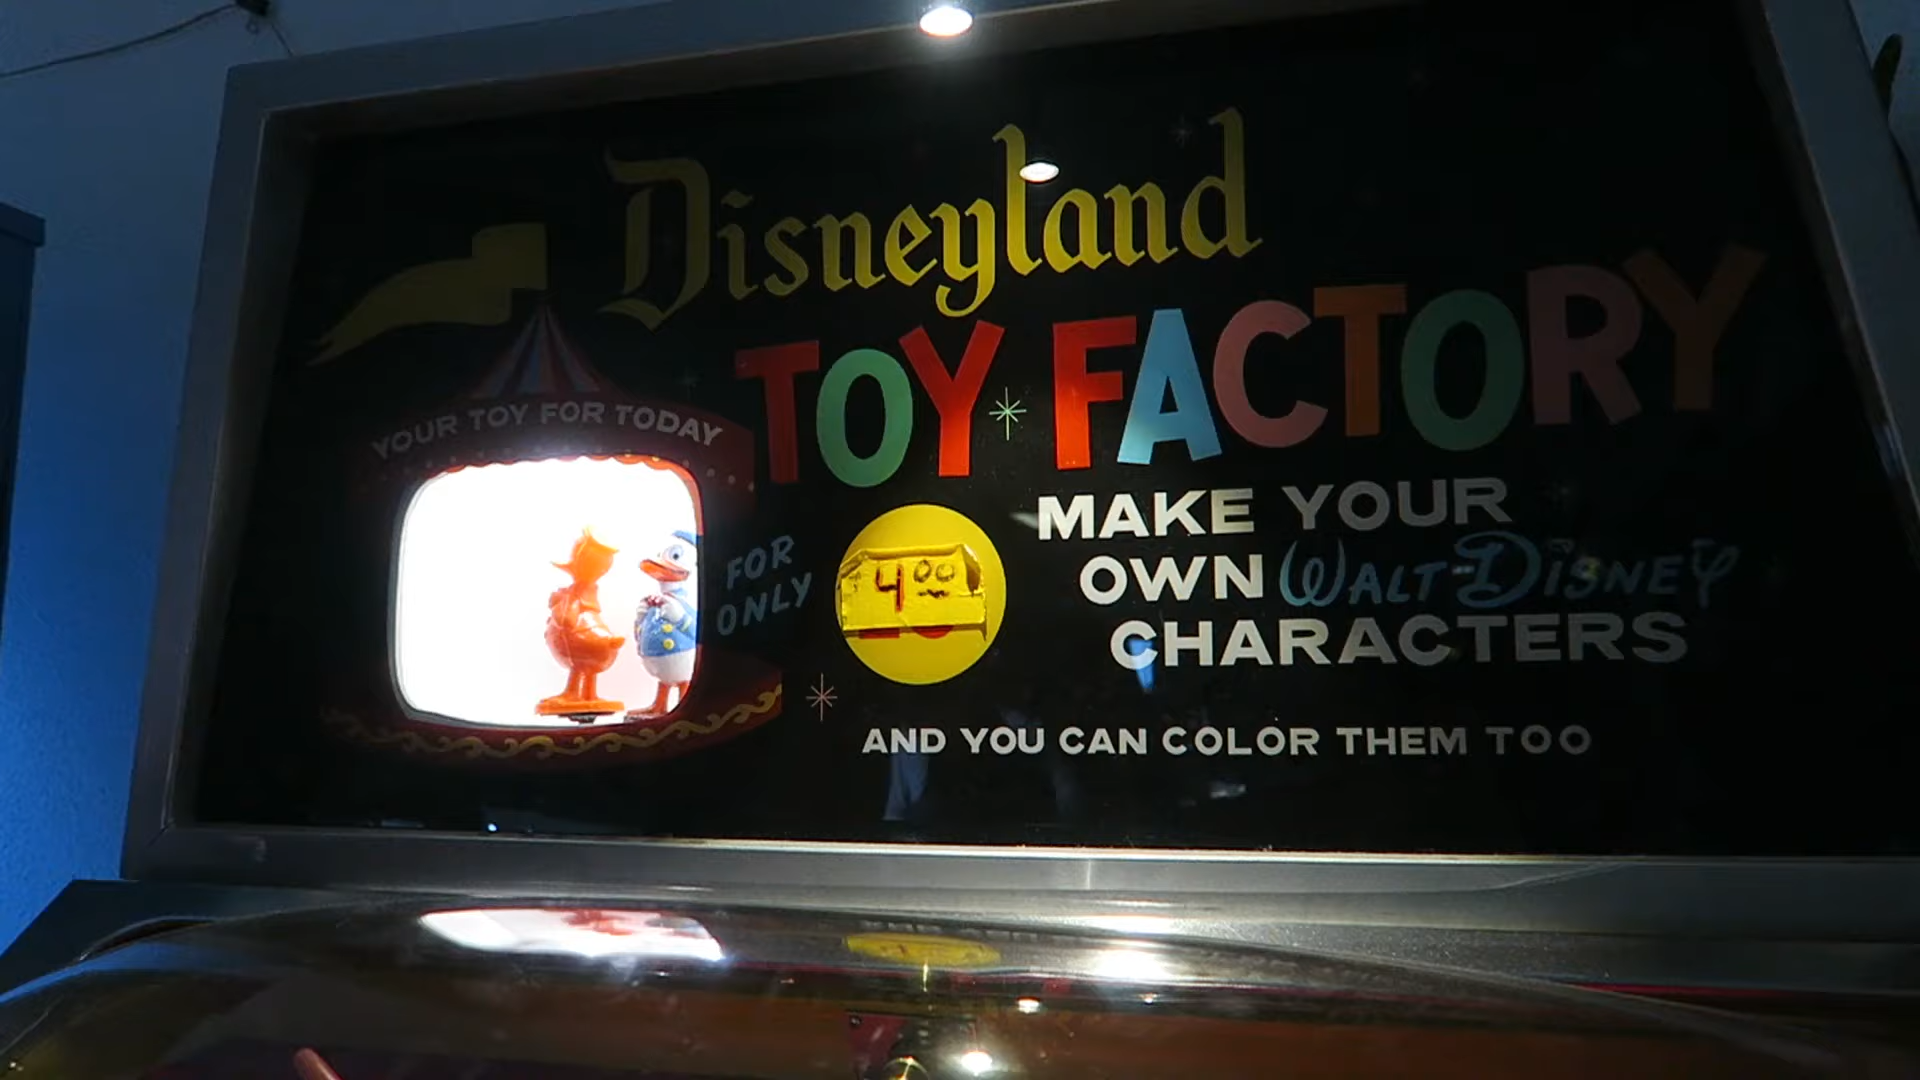 Disneyland
TOY FACTORY
YOUR TOY FOR TODAY
FOR
ONLY
4 00
MAKE YOUR
OWN WALT DISNEY
CHARACTERS
AND YOU CAN COLOR THEM TOO